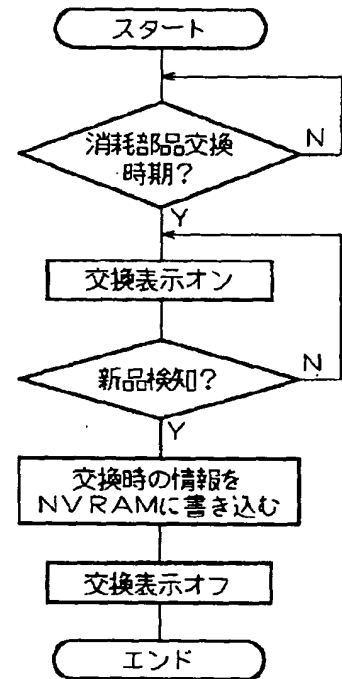 スタート
消耗部品交換
時期?
N
Y
交換表示オン
新品検知?
N
Y
交換時の情報を
NVRAMに書き込む
交換表示オフ
エンド